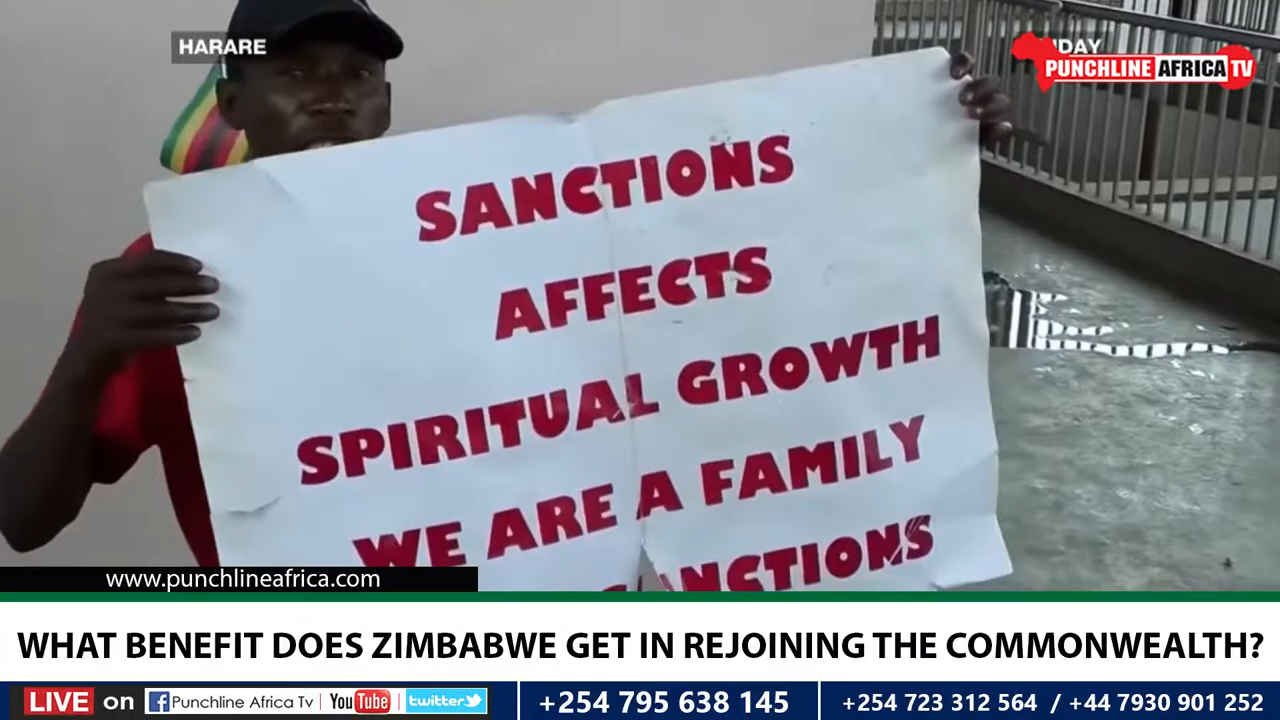 HARARE
PUNCHLINE AFRICA TV
SANCTIONS
AFFECTS
SPIRITUAL GROWTH
WE ARE A FAMILY
www.punchlineafrica.com
WHAT BENEFIT DOES ZIMBABWE GET IN REJOINING THE COMMONWEALTH?
LIVE on Punchline Africa Tv | YouTube | twitter +254 795 638 145 +254 723 312 564 / +44 7930 901 252